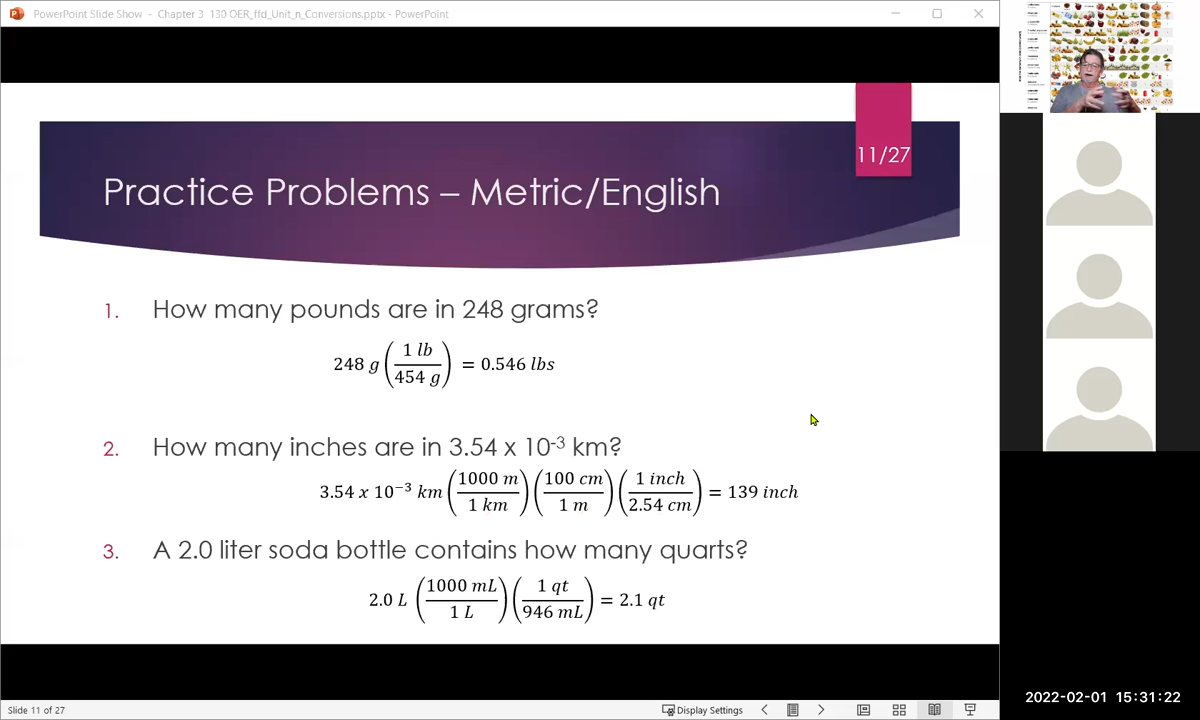 PowerPoint Slide Show - Chapter 3 130 OER_ffd_Unit_n_Conversions.pptx - PowerPoint
11/27
Practice Problems – Metric/English
1. How many pounds are in 248 grams?
248 g (1 lb / 454 g) = 0.546 lbs
2. How many inches are in 3.54 x 10⁻³ km?
3.54 x 10⁻³ km (1000 m / 1 km) (100 cm / 1 m) (1 inch / 2.54 cm) = 139 inch
3. A 2.0 liter soda bottle contains how many quarts?
2.0 L (1000 mL / 1 L) (1 qt / 946 mL) = 2.1 qt
2022-02-01 15:31:22
Slide 11 of 27
Display Settings